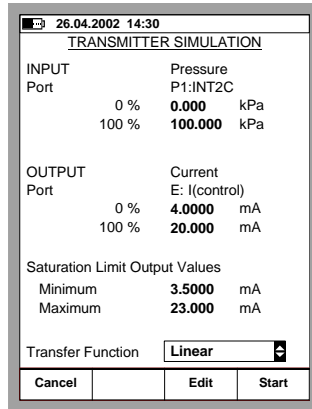 26.04.2002 14:30
TRANSMITTER SIMULATION
INPUT Pressure
Port P1:INT2C
0 % 0.000 kPa
100 % 100.000 kPa
OUTPUT Current
Port E: I(control)
0 % 4.0000 mA
100 % 20.000 mA
Saturation Limit Output Values
Minimum 3.5000 mA
Maximum 23.000 mA
Transfer Function Linear
Cancel Edit Start